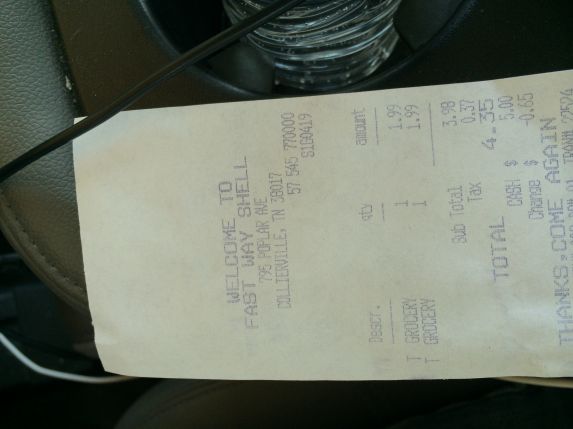 WELCOME TO
FAST WAY SHELL
795 POPLAR AVE
COLLIERVILLE, TN 38017
57 545 770000
SIG0419
Descr. qty amount
T GROCERY 1 1.99
T GROCERY 1 1.99
Sub Total 3.98
Tax 0.37
TOTAL 4.35
CASH $ 5.00
Change $ -0.65
THANKS,COME AGAIN